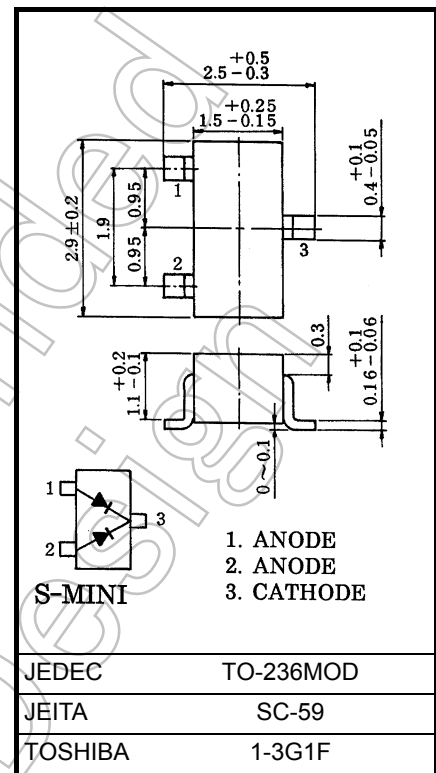 +0.5
2.5 -0.3
+0.25
1.5 -0.15
2.9 ±0.2
1.9
0.95
0.95
1
2
3
+0.1
0.4 -0.05
+0.2
1.1 -0.1
0.3
+0.1
0.16 -0.06
0 ~ 0.1
1
2
3
S-MINI
1. ANODE
2. ANODE
3. CATHODE
JEDEC TO-236MOD
JEITA SC-59
TOSHIBA 1-3G1F